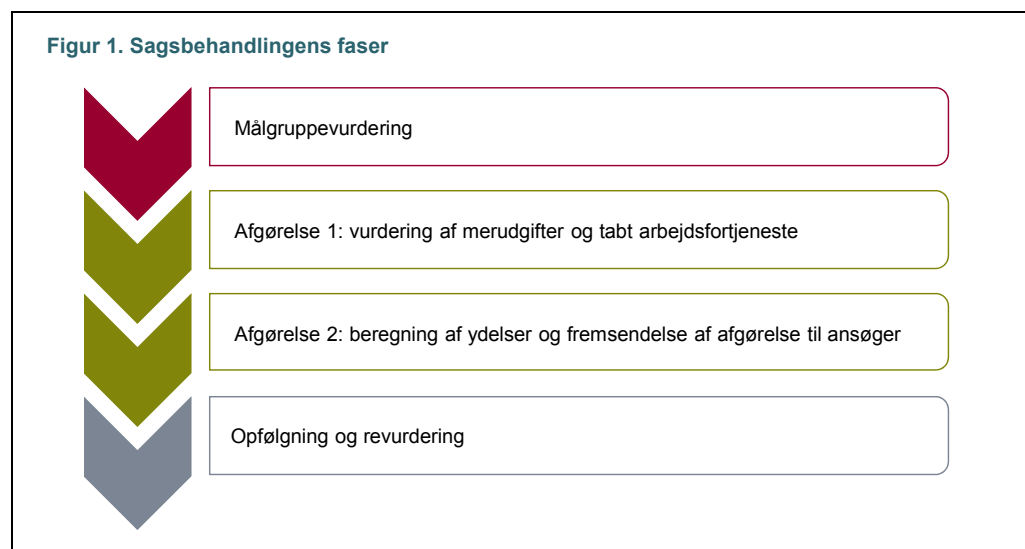 Figur 1. Sagsbehandlingens faser
Målgruppevurdering
Afgørelse 1: vurdering af merudgifter og tabt arbejdsfortjeneste
Afgørelse 2: beregning af ydelser og fremsendelse af afgørelse til ansøger
Opfølgning og revurdering